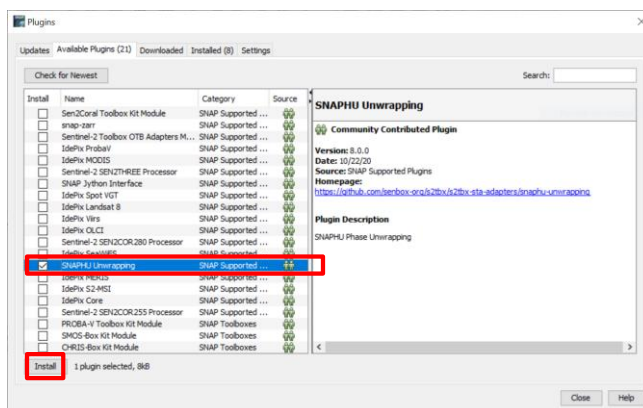 Plugins
Updates Available Plugins (21) Downloaded Installed (8) Settings
Check for Newest Search:
Install Name Category Source
Sen2Coral Toolbox Kit Module SNAP Supported ...
snap-zarr SNAP Supported ...
Sentinel-2 Toolbox OTB Adapters M... SNAP Supported ...
IdePix ProbaV SNAP Supported ...
IdePix MODIS SNAP Supported ...
Sentinel-2 SEN2THREE Processor SNAP Supported ...
SNAP Jython Interface SNAP Supported ...
IdePix Spot VGT SNAP Supported ...
IdePix Landsat 8 SNAP Supported ...
IdePix Viirs SNAP Supported ...
IdePix OLCI SNAP Supported ...
Sentinel-2 SEN2COR280 Processor SNAP Supported ...
IdePix SeaWiFS SNAP Supported ...
SNAPHU Unwrapping SNAP Supported ...
IdePix MERIS SNAP Supported ...
IdePix S2-MSI SNAP Supported ...
IdePix Core SNAP Supported ...
Sentinel-2 SEN2COR255 Processor SNAP Supported ...
PROBA-V Toolbox Kit Module SNAP Toolboxes
SMOS-Box Kit Module SNAP Toolboxes
CHRIS-Box Kit Module SNAP Toolboxes
SNAPHU Unwrapping
Community Contributed Plugin
Version: 8.0.0
Date: 10/22/20
Source: SNAP Supported Plugins
Homepage:
https://github.com/senbox-org/s2tbx/s2tbx-sta-adapters/snaphu-unwrapping
Plugin Description
SNAPHU Phase Unwrapping
Install 1 plugin selected, 8kB
Close Help